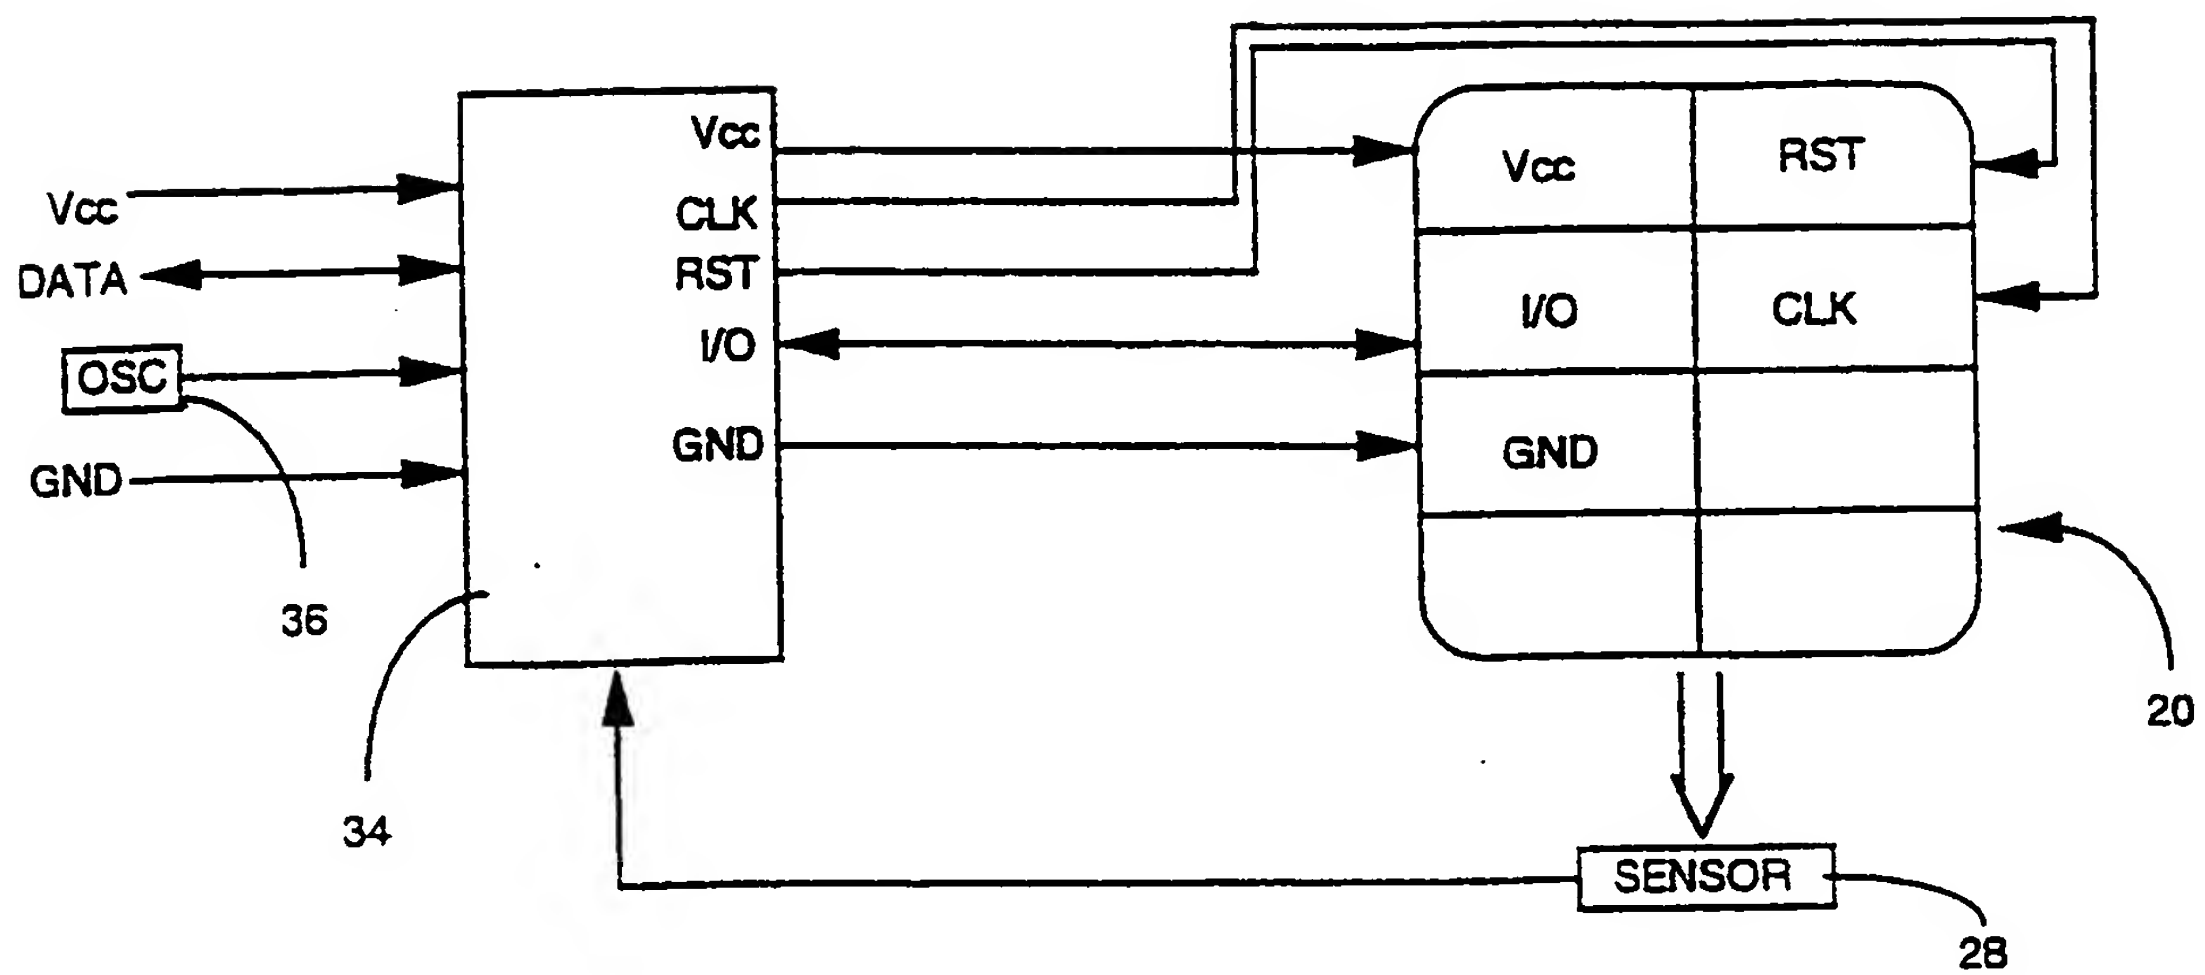 Vcc
DATA
OSC
GND
36
34
Vcc
CLK
RST
I/O
GND
Vcc RST
I/O CLK
GND
20
SENSOR
28